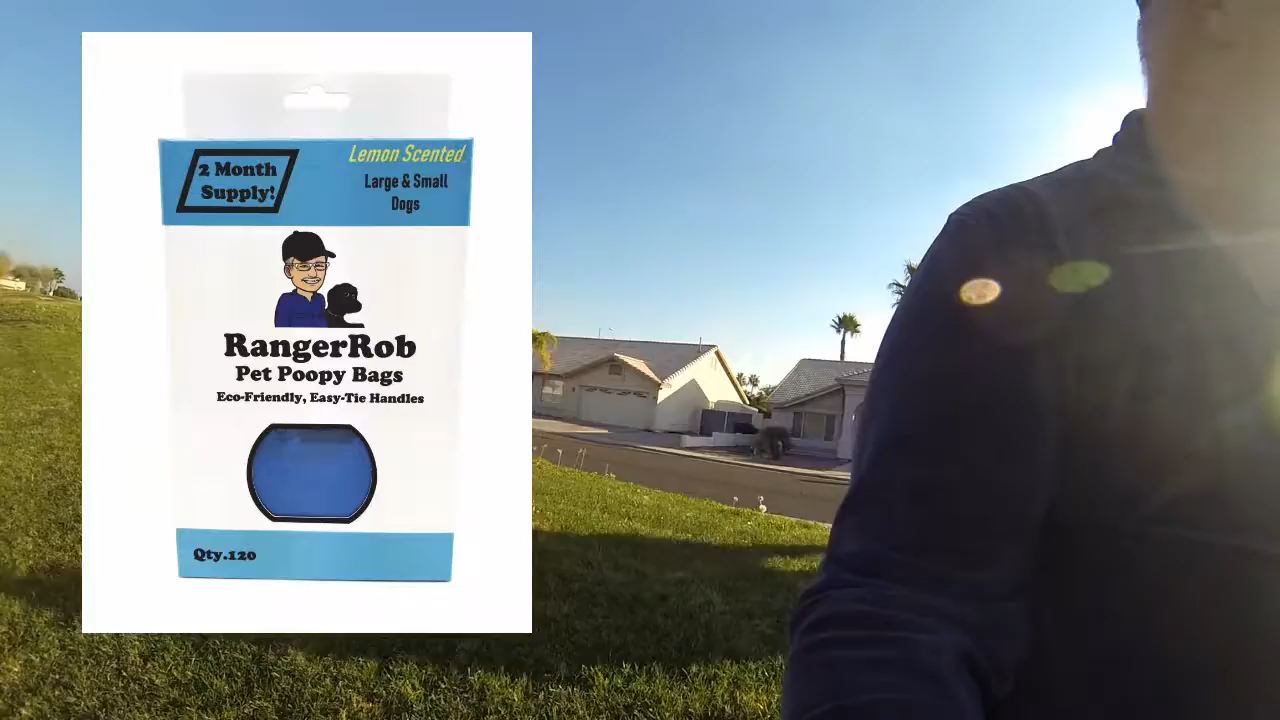 2 Month
Supply!
Lemon Scented
Large & Small
Dogs
RangerRob
Pet Poopy Bags
Eco-Friendly, Easy-Tie Handles
Qty.120